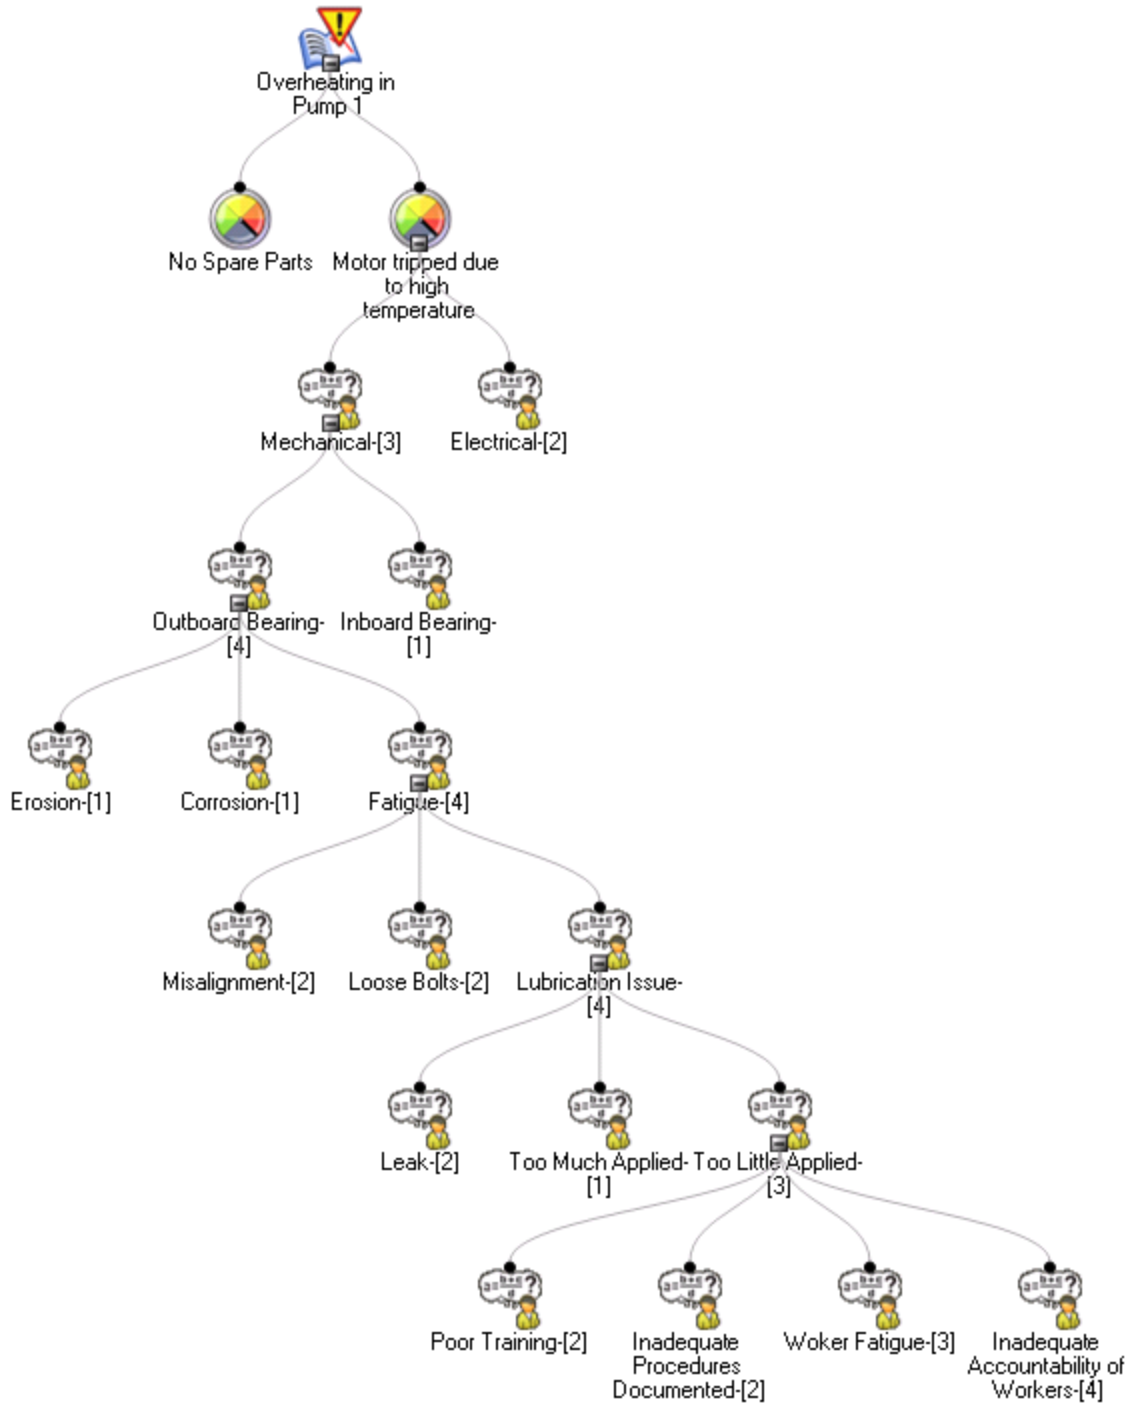 Overheating in
Pump 1
No Spare Parts
Motor tripped due
to high
temperature
Mechanical-[3]
Electrical-[2]
Outboard Bearing-
[4]
Inboard Bearing-
[1]
Erosion-[1]
Corrosion-[1]
Fatigue-[4]
Misalignment-[2]
Loose Bolts-[2]
Lubrication Issue-
[4]
Leak-[2]
Too Much Applied-
[1]
Too Little Applied-
[3]
Poor Training-[2]
Inadequate
Procedures
Documented-[2]
Woker Fatigue-[3]
Inadequate
Accountability of
Workers-[4]